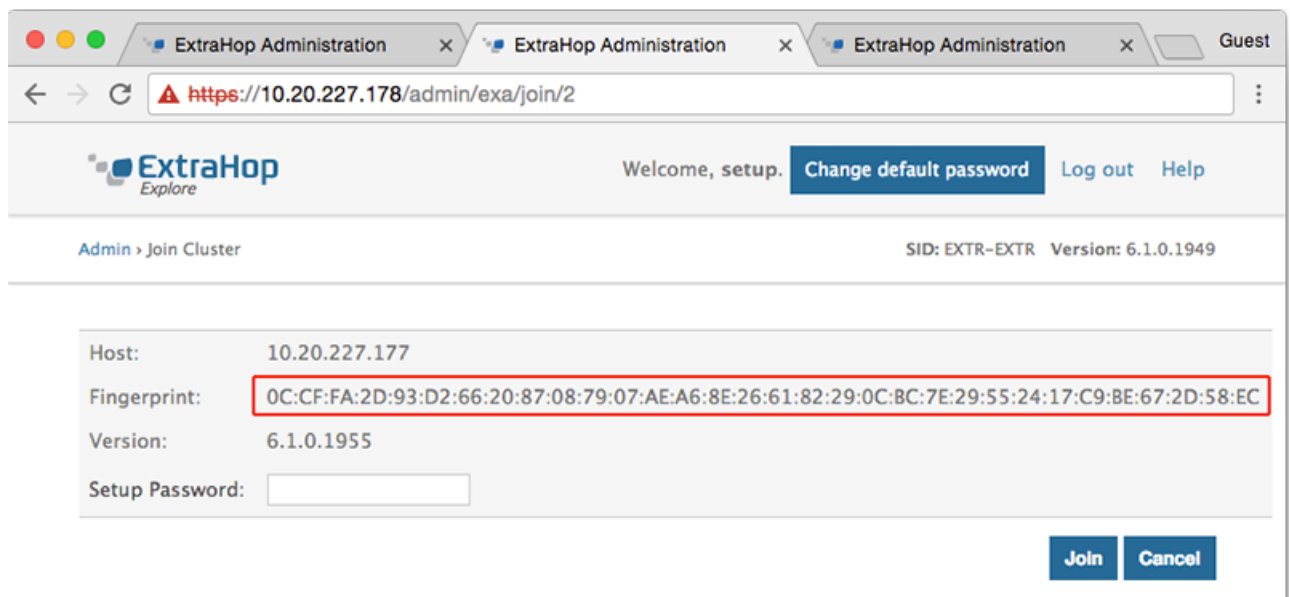 ExtraHop Administration × ExtraHop Administration × ExtraHop Administration × Guest
https://10.20.227.178/admin/exa/join/2
ExtraHop
Explore
Welcome, setup. Change default password Log out Help
Admin › Join Cluster SID: EXTR-EXTR Version: 6.1.0.1949
Host: 10.20.227.177
Fingerprint: 0C:CF:FA:2D:93:D2:66:20:87:08:79:07:AE:A6:8E:26:61:82:29:0C:BC:7E:29:55:24:17:C9:BE:67:2D:58:EC
Version: 6.1.0.1955
Setup Password:
Join Cancel